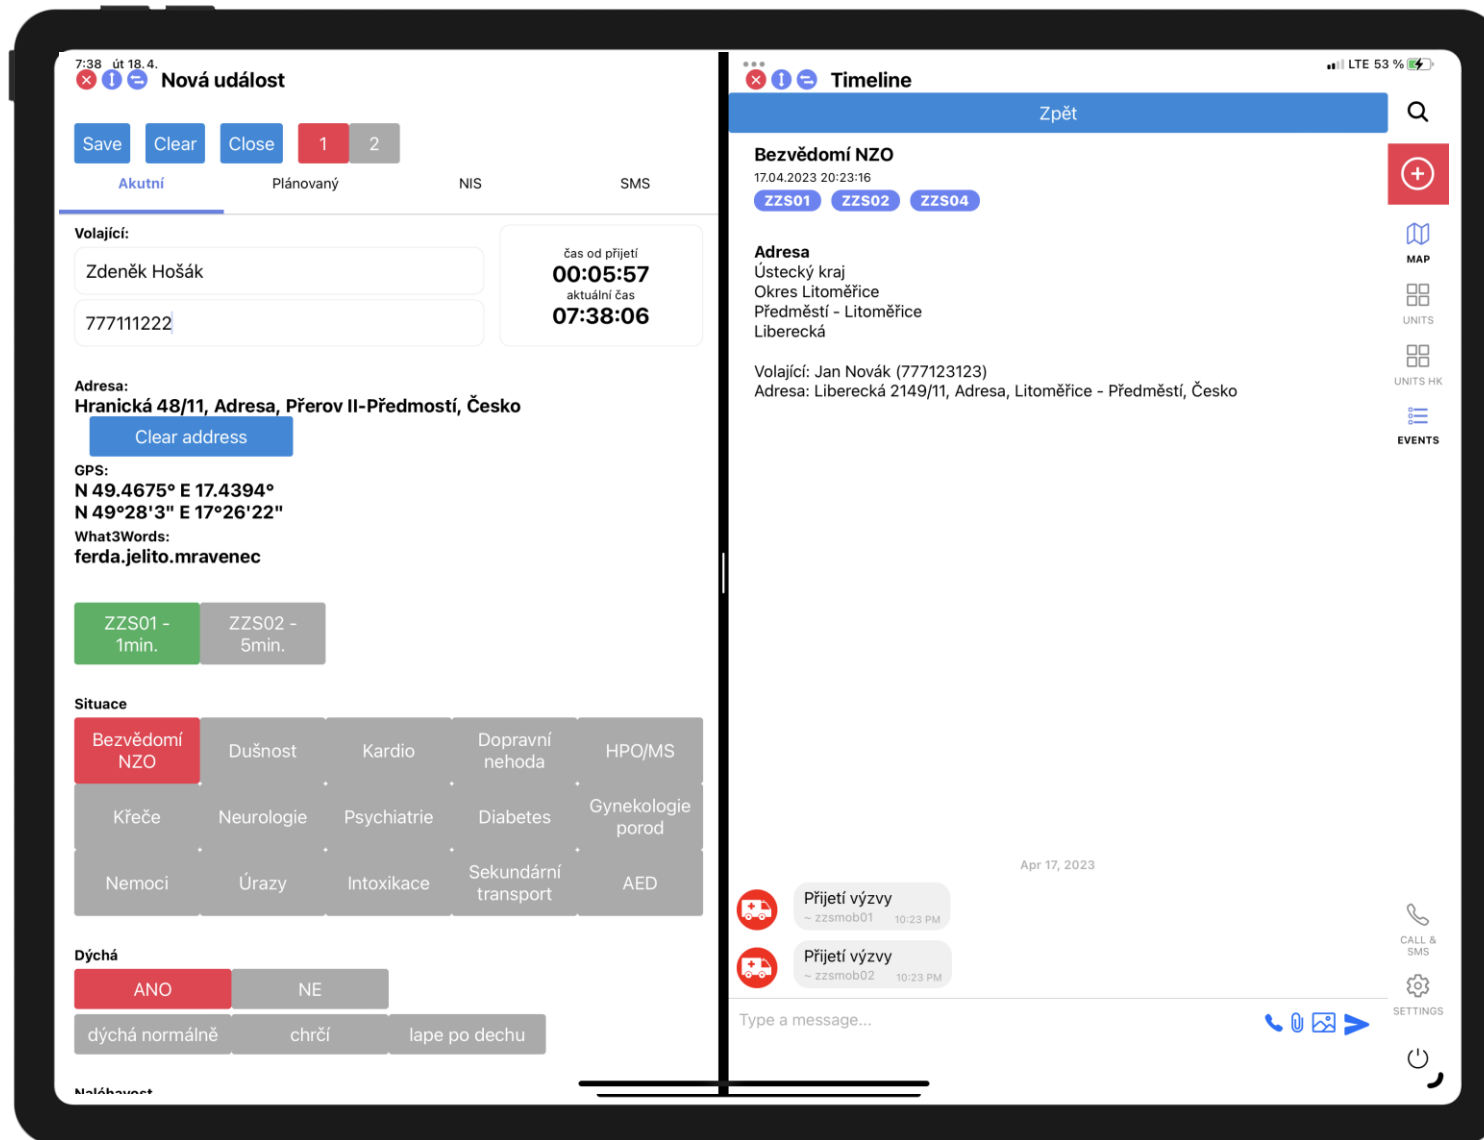 7:38 út 18.4.
Nová událost
Save Clear Close 1 2
Akutní Plánovaný NIS SMS
Volající:
Zdeněk Hošák
777111222
čas od přijetí
00:05:57
aktuální čas
07:38:06
Adresa:
Hranická 48/11, Adresa, Přerov II-Předmostí, Česko
Clear address
GPS:
N 49.4675° E 17.4394°
N 49°28'3" E 17°26'22"
What3Words:
ferda.jelito.mravenec
ZZS01 -
1min.
ZZS02 -
5min.
Situace
Bezvědomí
NZO
Dušnost
Kardio
Dopravní
nehoda
HPO/MS
Křeče
Neurologie
Psychiatrie
Diabetes
Gynekologie
porod
Nemoci
Úrazy
Intoxikace
Sekundární
transport
AED
Dýchá
ANO NE
dýchá normálně chrčí lape po dechu
Naléhavost
LTE 53 %
Timeline
Zpět
Bezvědomí NZO
17.04.2023 20:23:16
ZZS01 ZZS02 ZZS04
Adresa
Ústecký kraj
Okres Litoměřice
Předměstí - Litoměřice
Liberecká
Volající: Jan Novák (777123123)
Adresa: Liberecká 2149/11, Adresa, Litoměřice - Předměstí, Česko
Apr 17, 2023
Přijetí výzvy
~ zzsmob01 10:23 PM
Přijetí výzvy
~ zzsmob02 10:23 PM
Type a message...
MAP
UNITS
UNITS HK
EVENTS
CALL &
SMS
SETTINGS